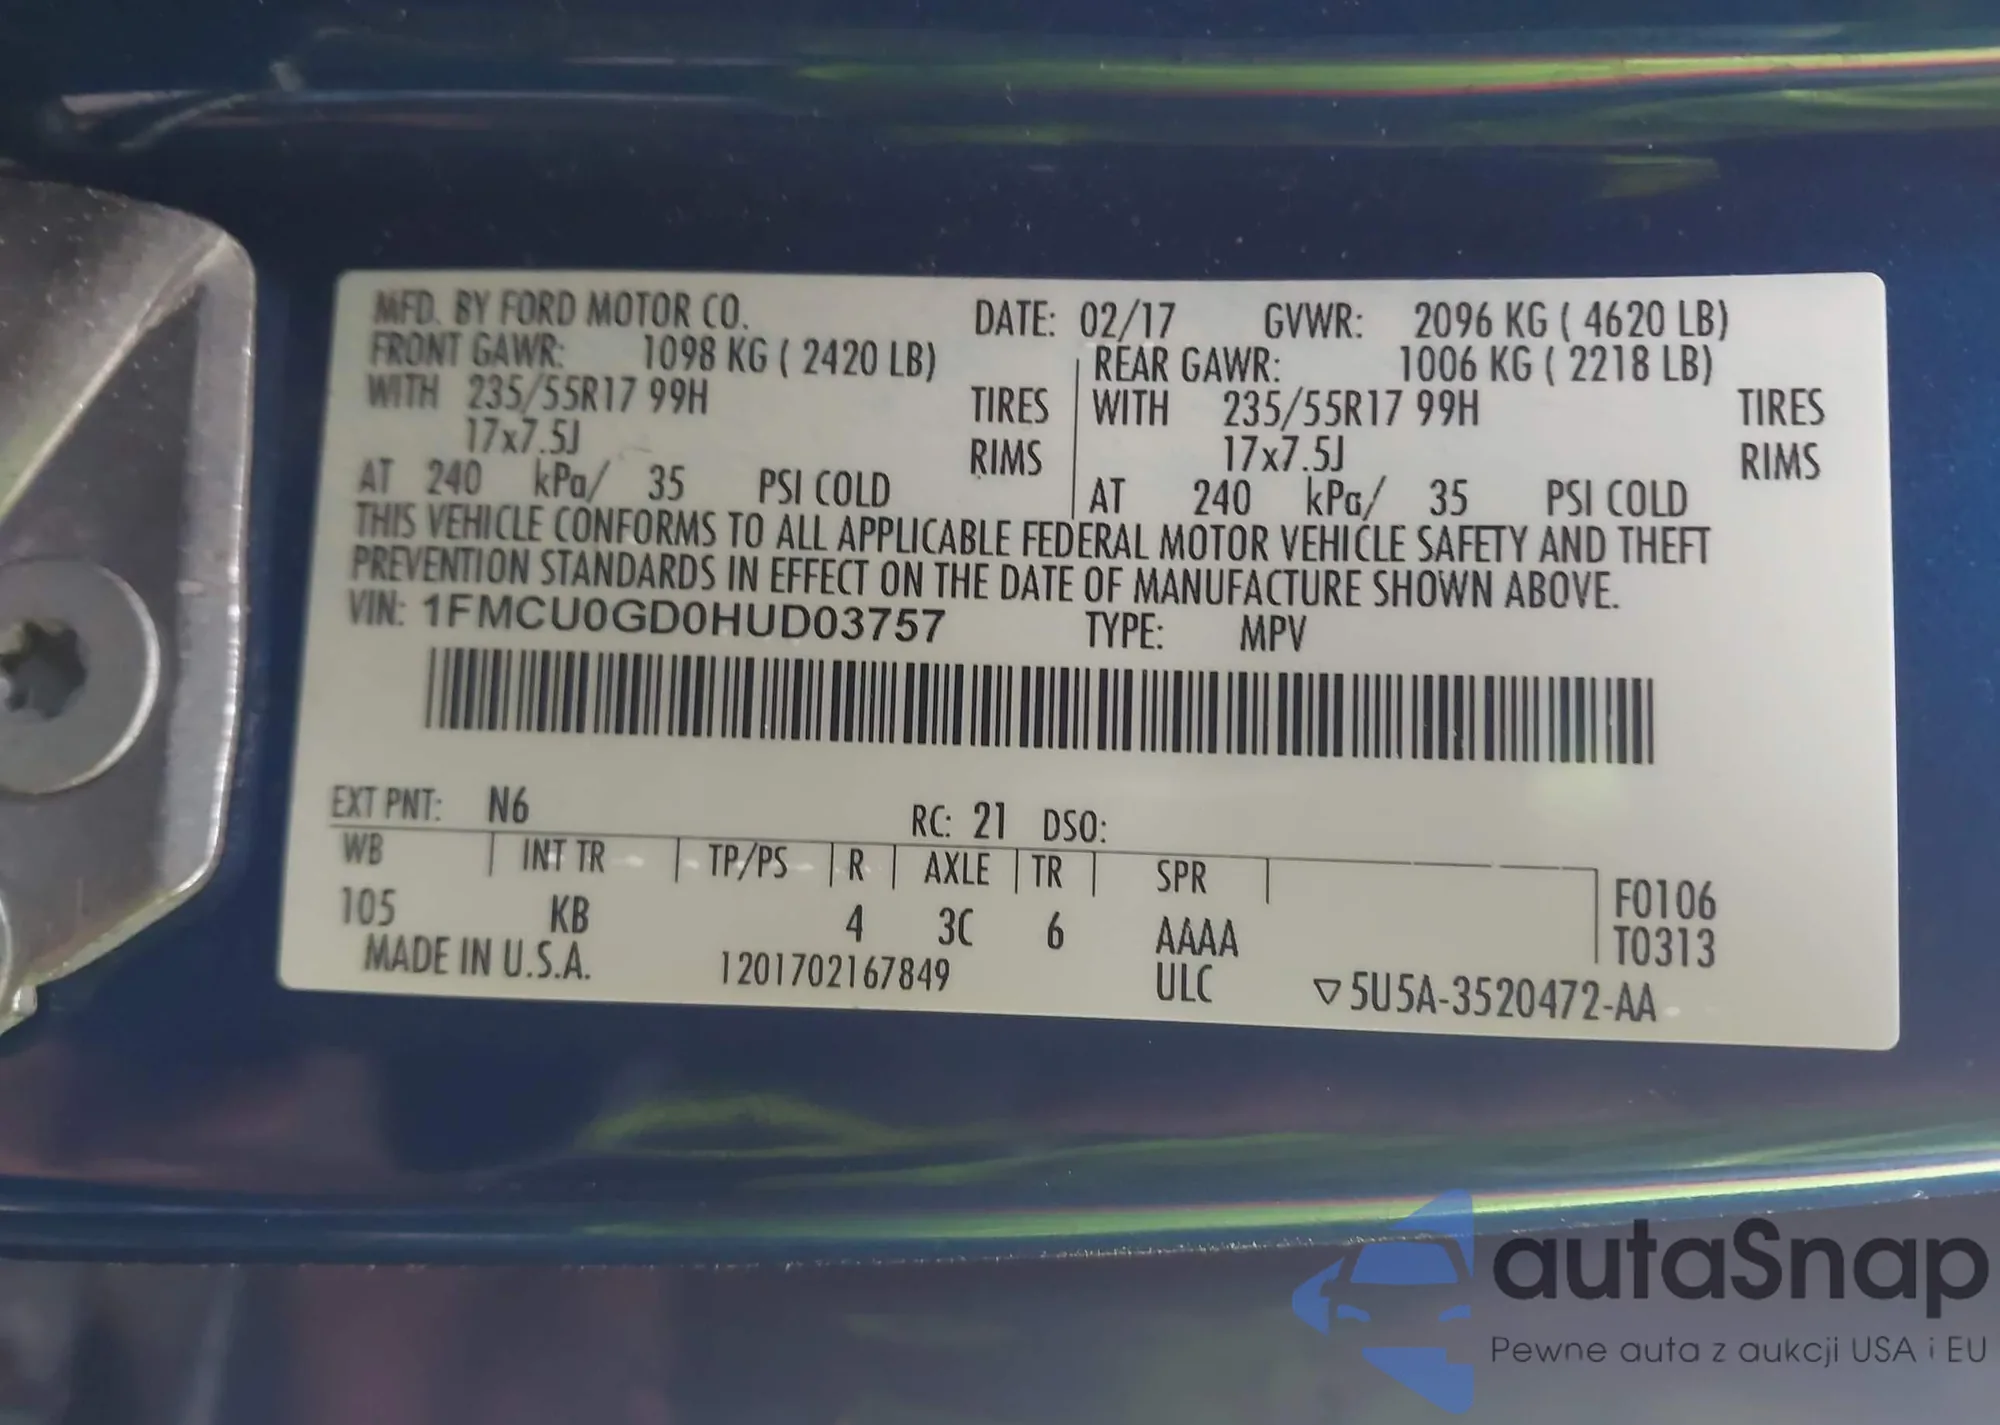 MFD. BY FORD MOTOR CO. DATE: 02/17 GVWR: 2096 KG ( 4620 LB)
FRONT GAWR: 1098 KG ( 2420 LB) REAR GAWR: 1006 KG ( 2218 LB)
WITH 235/55R17 99H TIRES WITH 235/55R17 99H TIRES
17x7.5J RIMS 17x7.5J RIMS
AT 240 kPa/ 35 PSI COLD AT 240 kPa/ 35 PSI COLD
THIS VEHICLE CONFORMS TO ALL APPLICABLE FEDERAL MOTOR VEHICLE SAFETY AND THEFT
PREVENTION STANDARDS IN EFFECT ON THE DATE OF MANUFACTURE SHOWN ABOVE.
VIN: 1FMCU0GD0HUD03757 TYPE: MPV
EXT PNT: N6 RC: 21 DSO:
WB INT TR TP/PS R AXLE TR SPR F0106
105 KB 4 3C 6 AAAA T0313
MADE IN U.S.A. 1201702167849 ULC ▽5U5A-3520472-AA
autaSnap
Pewne auta z aukcji USA i EU